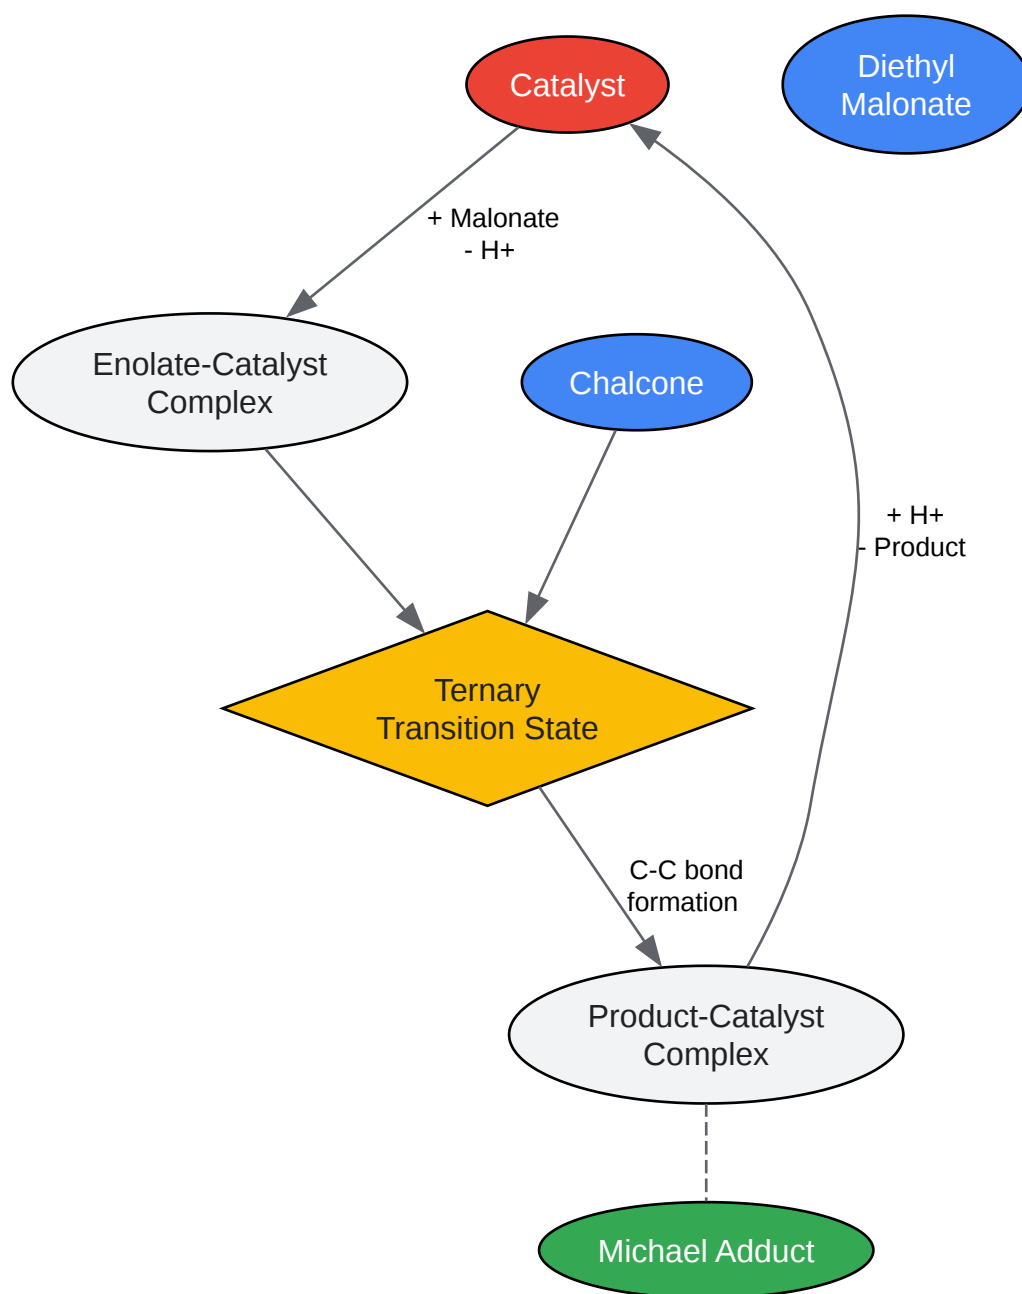 Catalyst
Diethyl
Malonate
+ Malonate
- H+
Enolate-Catalyst
Complex
Chalcone
+ H+
- Product
Ternary
Transition State
C-C bond
formation
Product-Catalyst
Complex
Michael Adduct